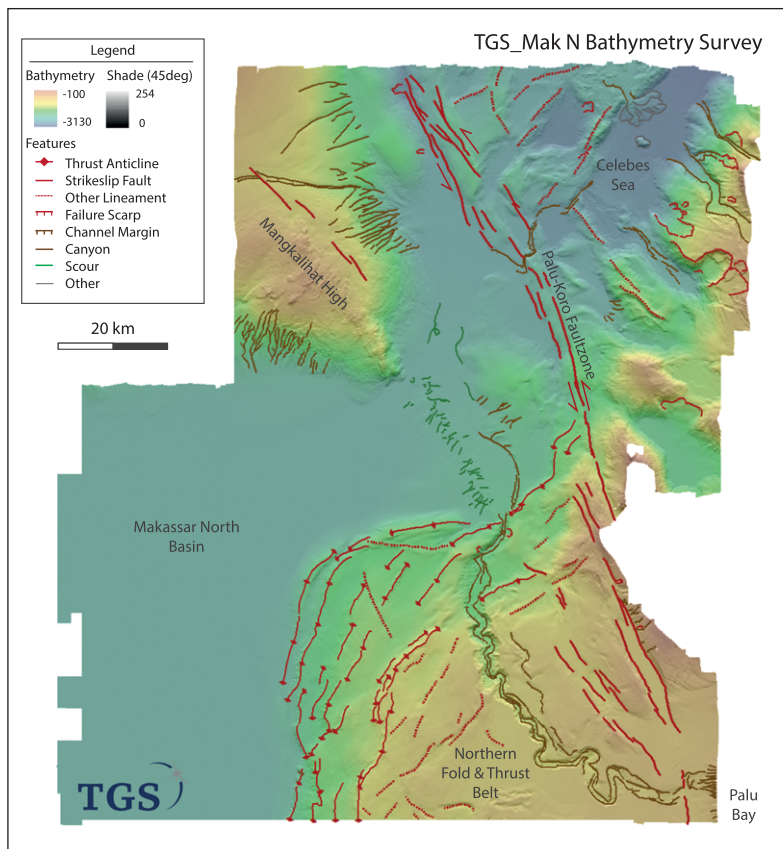 TGS_Mak N Bathymetry Survey
Legend
Bathymetry Shade (45deg)
-100 254
-3130 0
Features
Thrust Anticline
Strikeslip Fault
Other Lineament
Failure Scarp
Channel Margin
Canyon
Scour
Other
20 km
Celebes
Sea
Mangkalihat High
Palu-Koro Faultzone
Makassar North
Basin
Northern
Fold & Thrust
Belt
Palu
Bay
TGS